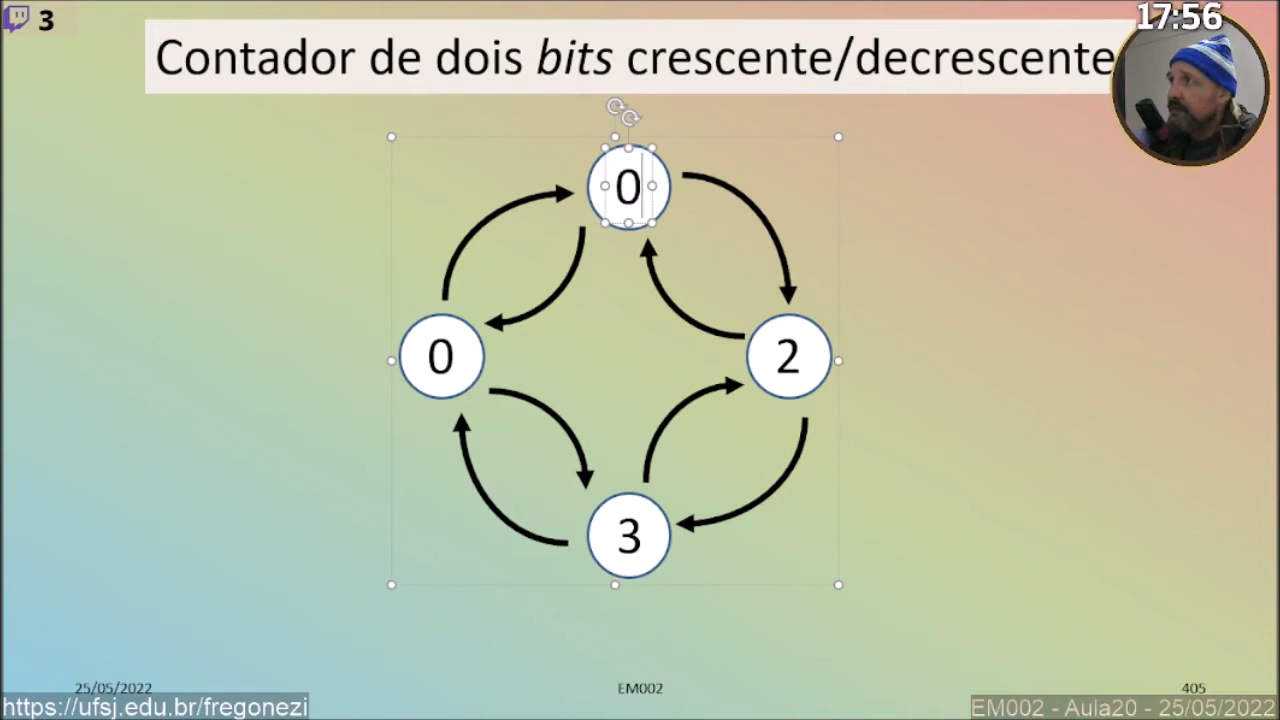 3
17:56
Contador de dois bits crescente/decrescente
0
0
2
3
25/05/2022
EM002
405
https://ufsj.edu.br/fregonezi
EM002 - Aula20 - 25/05/2022